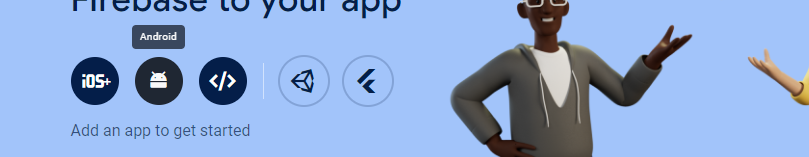 Firebase to your app
Android
iOS+
</>
Add an app to get started